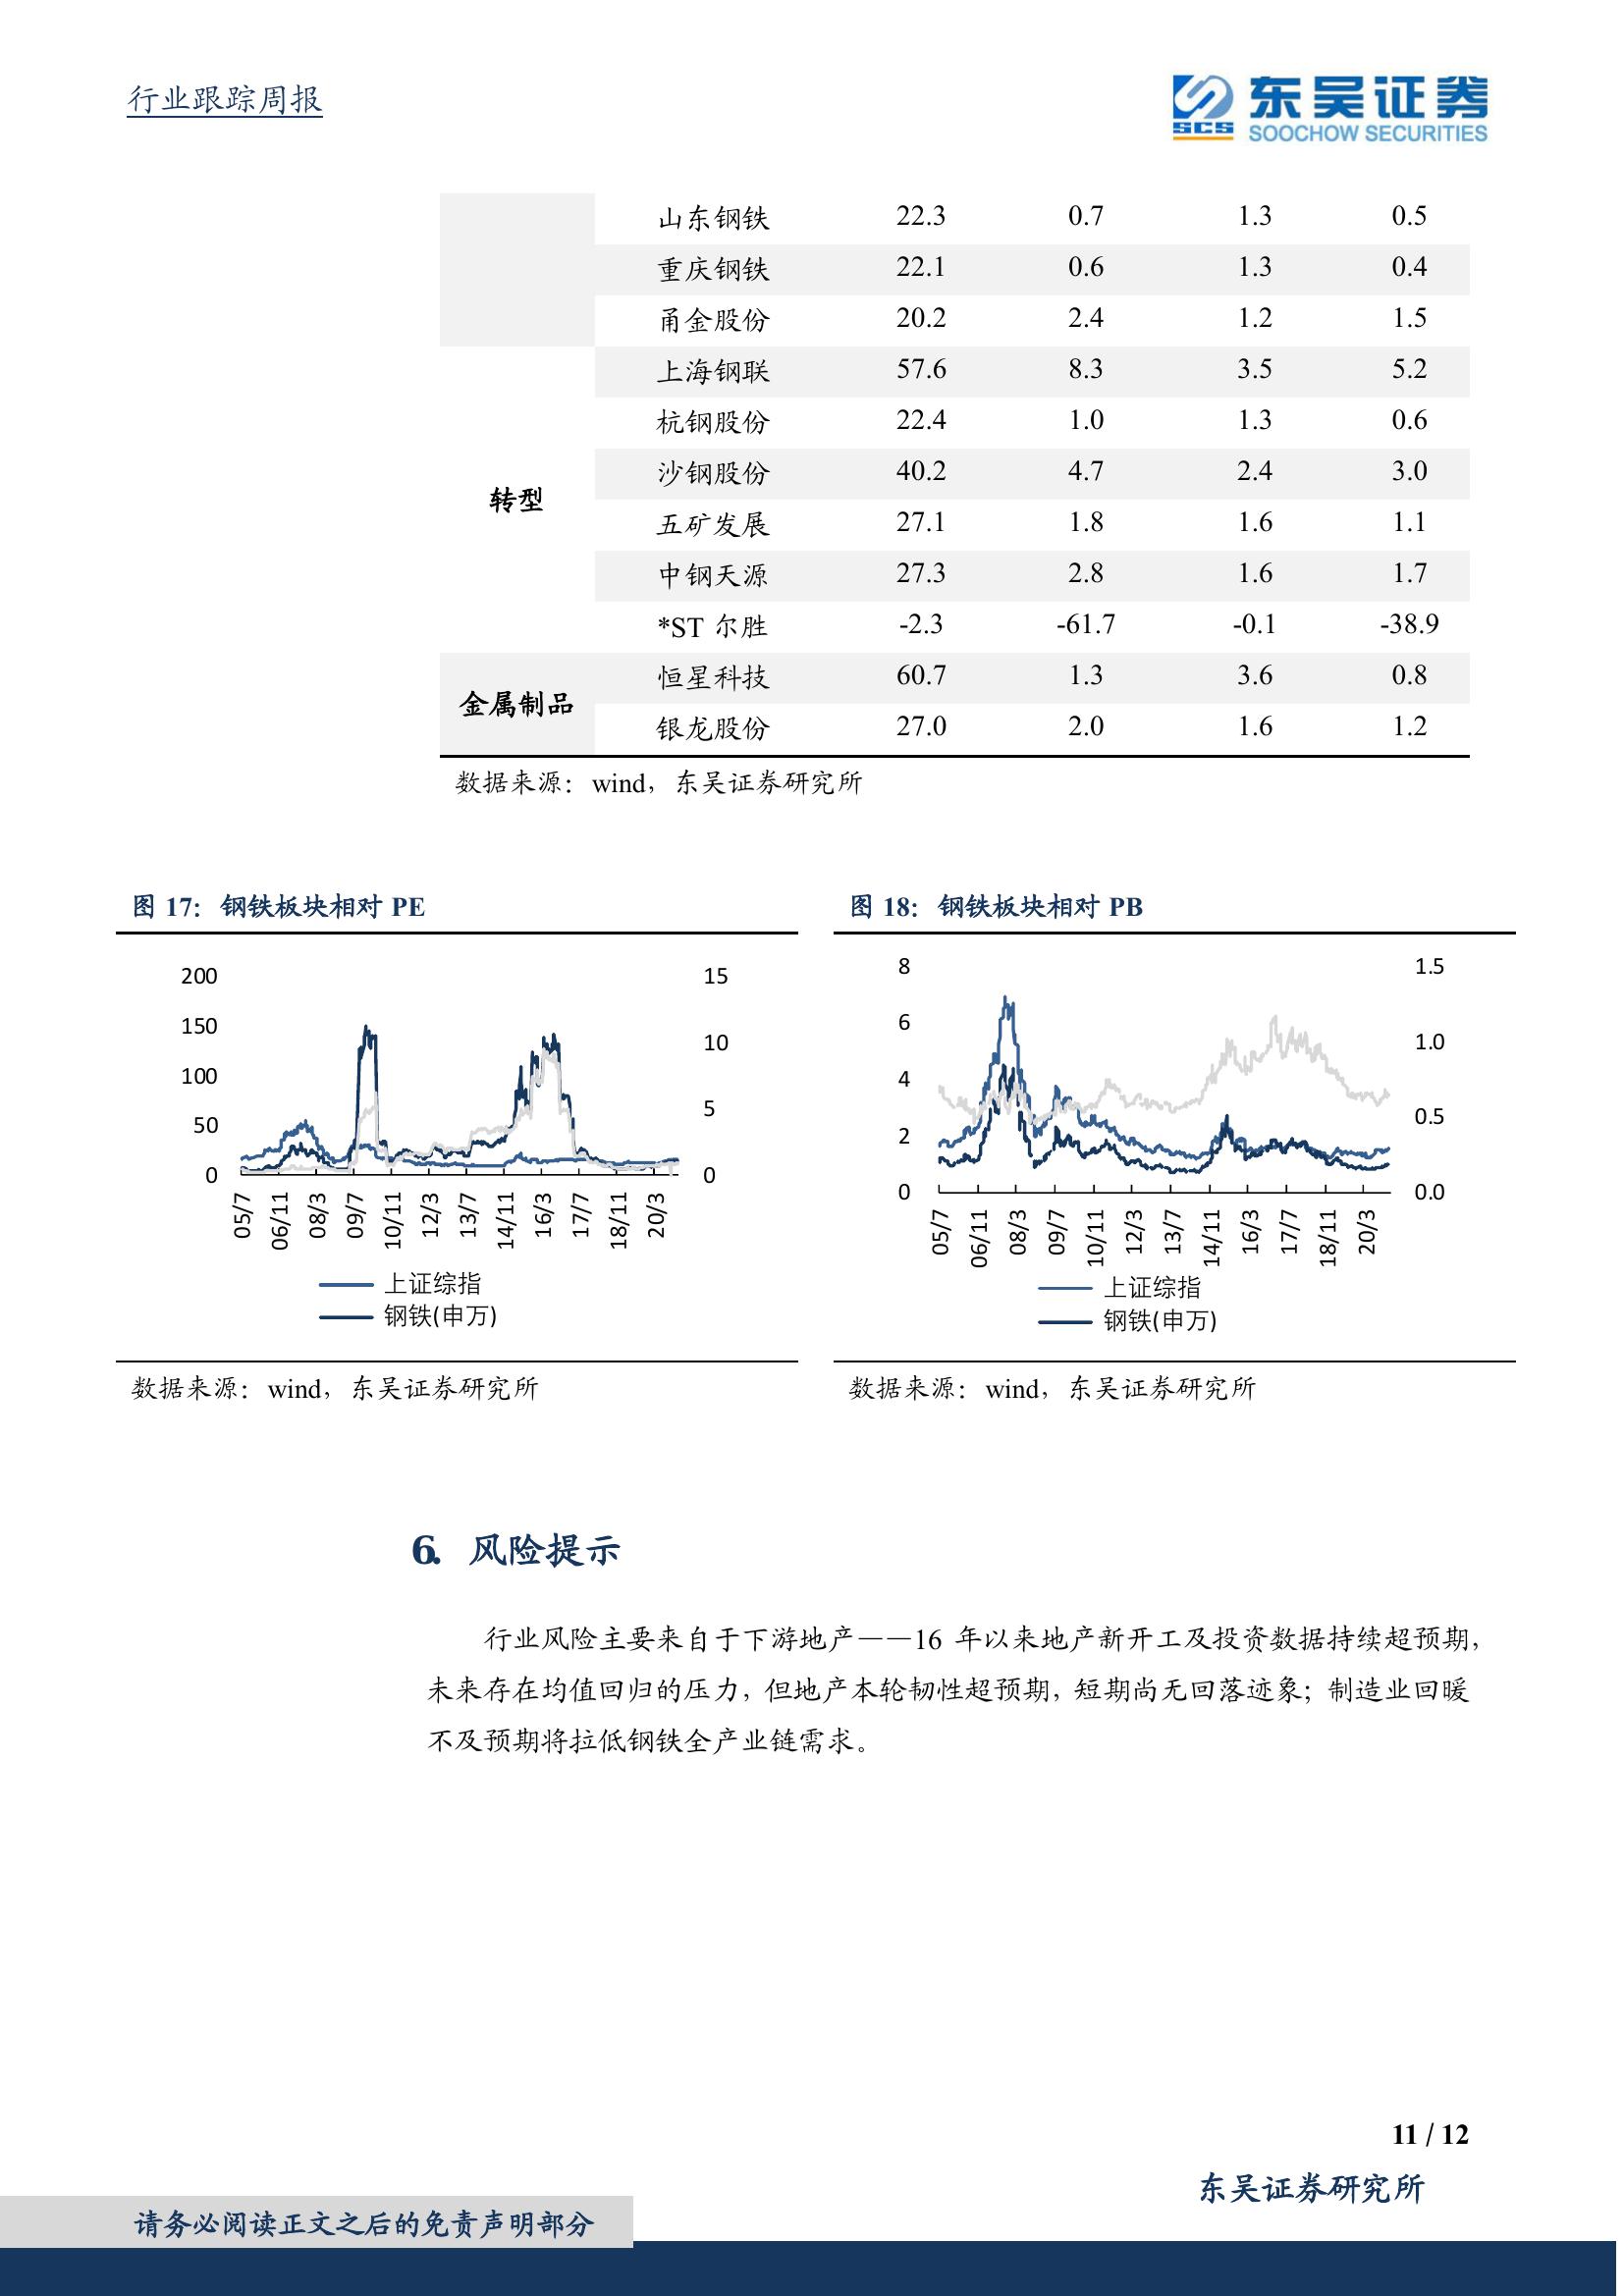 行业跟踪周报
SCS 东吴证券
SOOCHOW SECURITIES
山东钢铁 22.3 0.7 1.3 0.5
重庆钢铁 22.1 0.6 1.3 0.4
甬金股份 20.2 2.4 1.2 1.5
转型
上海钢联 57.6 8.3 3.5 5.2
杭钢股份 22.4 1.0 1.3 0.6
沙钢股份 40.2 4.7 2.4 3.0
五矿发展 27.1 1.8 1.6 1.1
中钢天源 27.3 2.8 1.6 1.7
*ST 尔胜 -2.3 -61.7 -0.1 -38.9
金属制品
恒星科技 60.7 1.3 3.6 0.8
银龙股份 27.0 2.0 1.6 1.2
数据来源：wind，东吴证券研究所
图 17：钢铁板块相对 PE
200 15
150
10
100
5
50
0 0
05/7 06/11 08/3 09/7 10/11 12/3 13/7 14/11 16/3 17/7 18/11 20/3
上证综指
钢铁(申万)
数据来源：wind，东吴证券研究所
图 18：钢铁板块相对 PB
8 1.5
6
1.0
4
0.5
2
0 0.0
05/7 06/11 08/3 09/7 10/11 12/3 13/7 14/11 16/3 17/7 18/11 20/3
上证综指
钢铁(申万)
数据来源：wind，东吴证券研究所
6. 风险提示
行业风险主要来自于下游地产——16 年以来地产新开工及投资数据持续超预期，
未来存在均值回归的压力，但地产本轮韧性超预期，短期尚无回落迹象；制造业回暖
不及预期将拉低钢铁全产业链需求。
11 / 12
东吴证券研究所
请务必阅读正文之后的免责声明部分